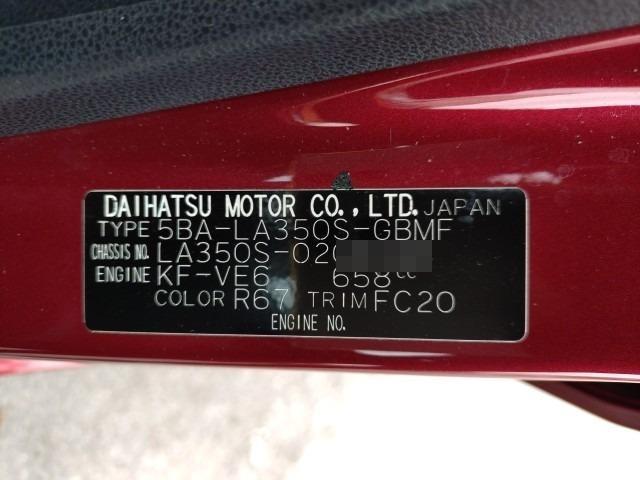 DAIHATSU MOTOR CO., LTD. JAPAN
TYPE 5BA-LA350S-GBMF
CHASSIS NO. LA350S-020
ENGINE KF-VE6 658cc
COLOR R67 TRIM FC20
ENGINE NO.